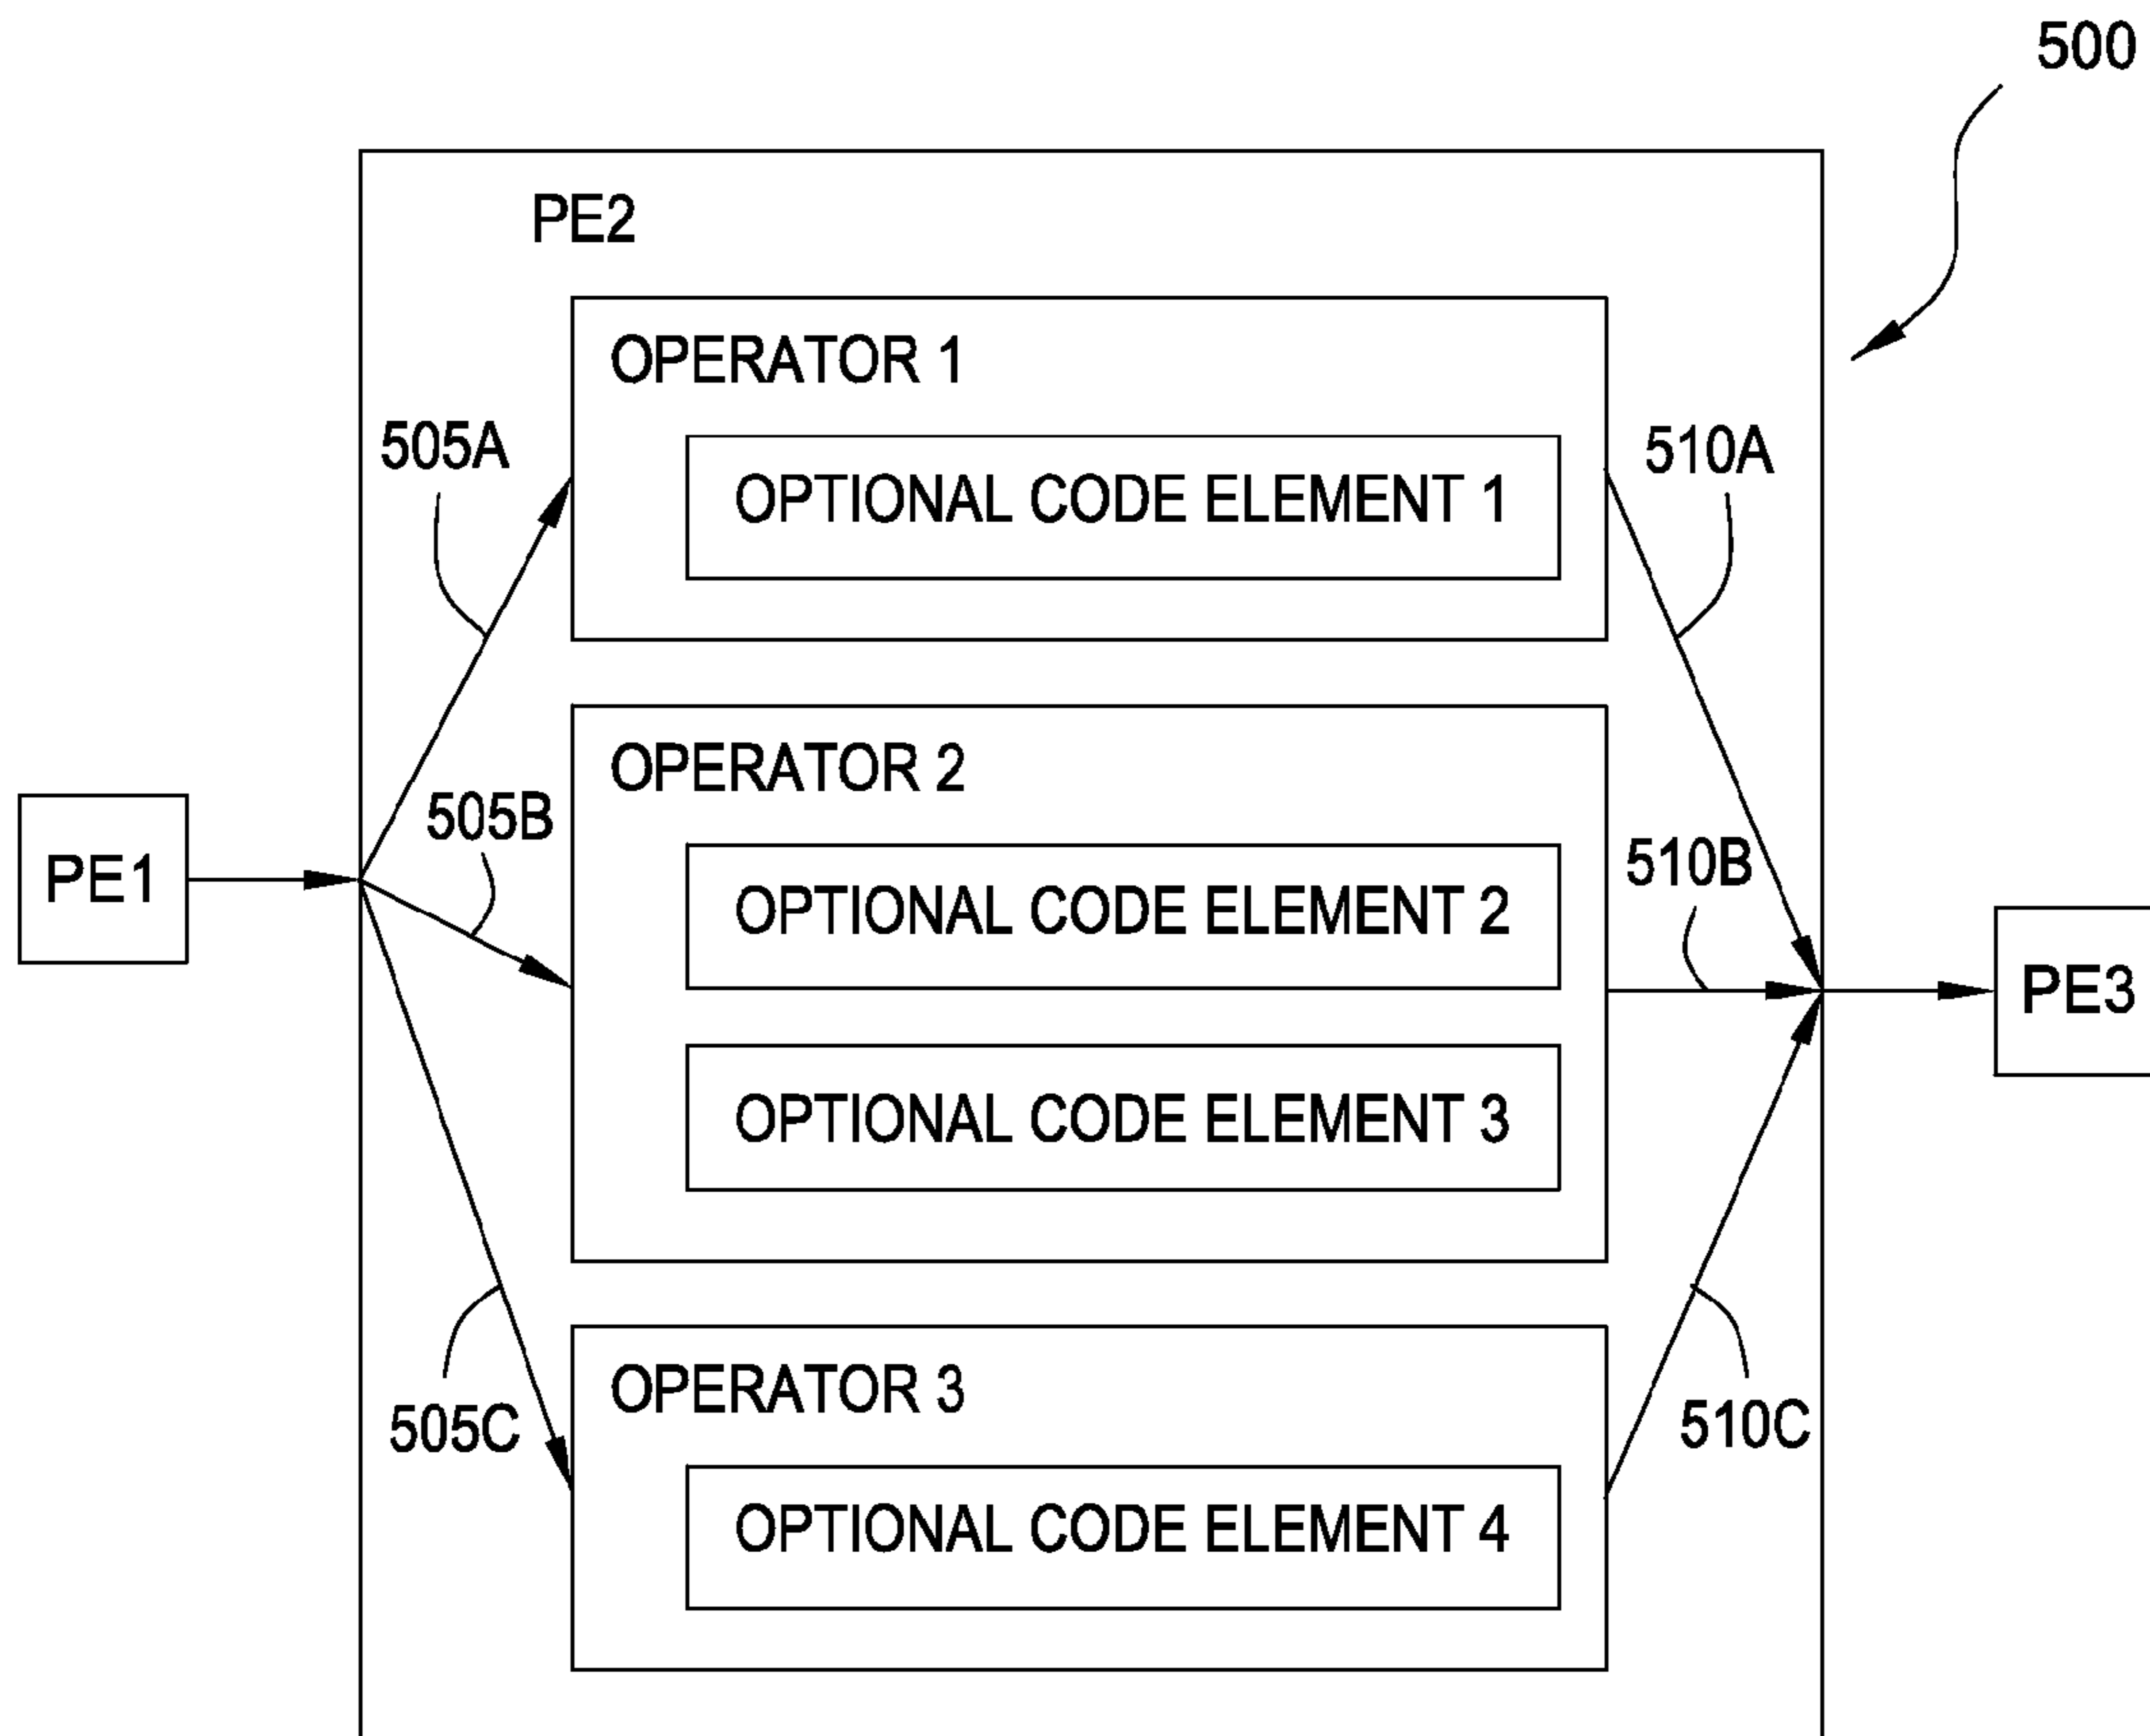 500
PE2
OPERATOR 1
505A
510A
OPTIONAL CODE ELEMENT 1
OPERATOR 2
505B
510B
PE1
OPTIONAL CODE ELEMENT 2
PE3
OPTIONAL CODE ELEMENT 3
OPERATOR 3
505C
510C
OPTIONAL CODE ELEMENT 4